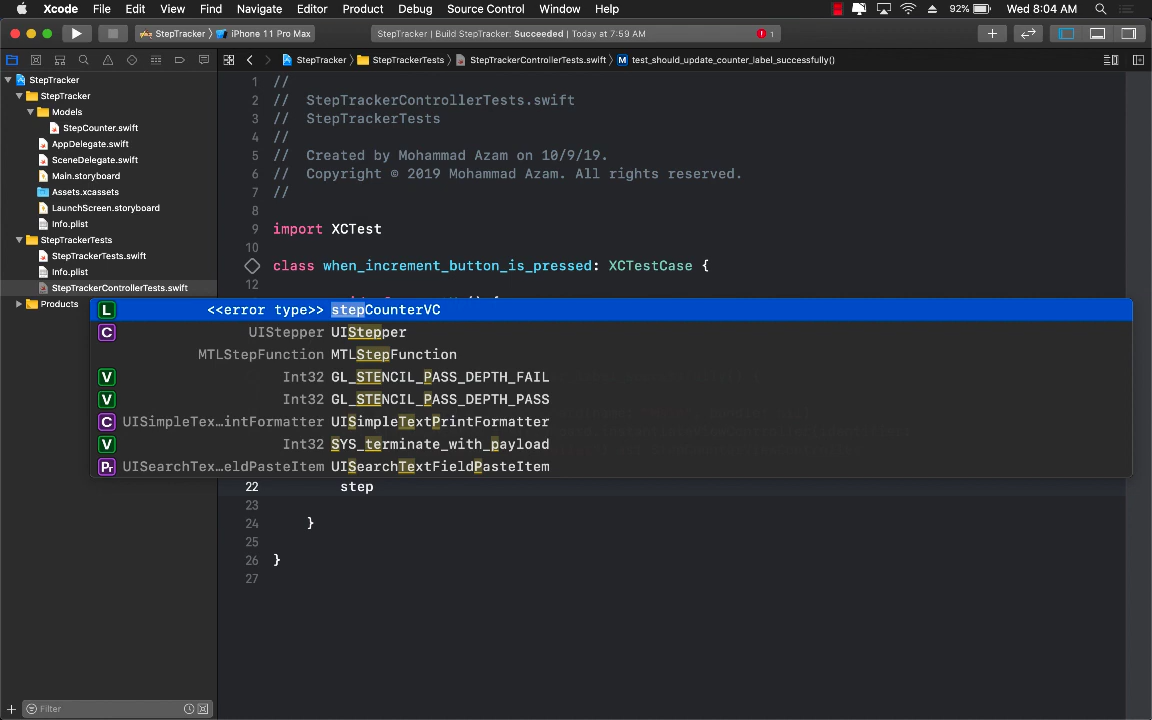 Xcode File Edit View Find Navigate Editor Product Debug Source Control Window Help 92% Wed 8:04 AM
StepTracker iPhone 11 Pro Max StepTracker | Build StepTracker: Succeeded | Today at 7:59 AM 1
StepTracker StepTrackerTests StepTrackerControllerTests.swift M test_should_update_counter_label_successfully()
StepTracker
StepTracker
Models
StepCounter.swift
AppDelegate.swift
SceneDelegate.swift
Main.storyboard
Assets.xcassets
LaunchScreen.storyboard
Info.plist
StepTrackerTests
StepTrackerTests.swift
Info.plist
StepTrackerControllerTests.swift
Products
Filter
1 //
2 // StepTrackerControllerTests.swift
3 // StepTrackerTests
4 //
5 // Created by Mohammad Azam on 10/9/19.
6 // Copyright © 2019 Mohammad Azam. All rights reserved.
7 //
8
9 import XCTest
10
11 class when_increment_button_is_pressed: XCTestCase {
12
L <<error type>> stepCounterVC
C UIStepper UIStepper
MTLStepFunction MTLStepFunction
V Int32 GL_STENCIL_PASS_DEPTH_FAIL
V Int32 GL_STENCIL_PASS_DEPTH_PASS
C UISimpleTex…intFormatter UISimpleTextPrintFormatter
V Int32 SYS_terminate_with_payload
Pr UISearchTex…eldPasteItem UISearchTextFieldPasteItem
22 step
23
24 }
25
26 }
27